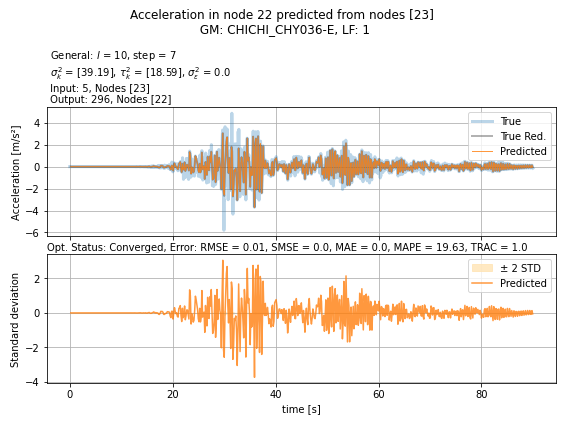 Acceleration in node 22 predicted from nodes [23]
GM: CHICHI_CHY036-E, LF: 1
General: l = 10, step = 7
σ²ₖ = [39.19], τ²ₖ = [18.59], σ²ε = 0.0
Input: 5, Nodes [23]
Output: 296, Nodes [22]
Acceleration [m/s²]
4
2
0
−2
−4
−6
True
True Red.
Predicted
Opt. Status: Converged, Error: RMSE = 0.01, SMSE = 0.0, MAE = 0.0, MAPE = 19.63, TRAC = 1.0
Standard deviation
2
0
−2
−4
± 2 STD
Predicted
0 20 40 60 80
time [s]